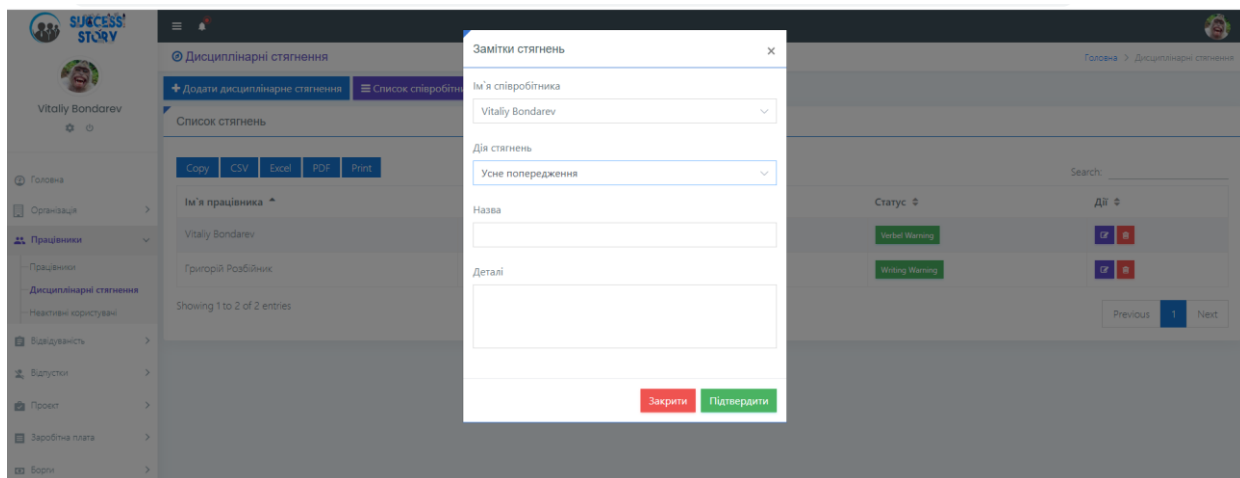 SUCCESS
STORY
Vitaliy Bondarev
Головна
Організація
Працівники
Працівники
Дисциплінарні стягнення
Неактивні користувачі
Відвідуваність
Відпустки
Проєкт
Заробітна плата
Борги
Дисциплінарні стягнення
Головна > Дисциплінарні стягнення
Додати дисциплінарне стягнення
Список співробітни
Список стягнень
Copy CSV Excel PDF Print
Search:
Ім`я працівника Статус Дії
Vitaliy Bondarev Verbel Warning
Григорій Розбійник Writing Warning
Showing 1 to 2 of 2 entries
Previous 1 Next
Замітки стягнень ×
Ім`я співробітника
Vitaliy Bondarev
Дія стягнень
Усне попередження
Назва
Деталі
Закрити Підтвердити